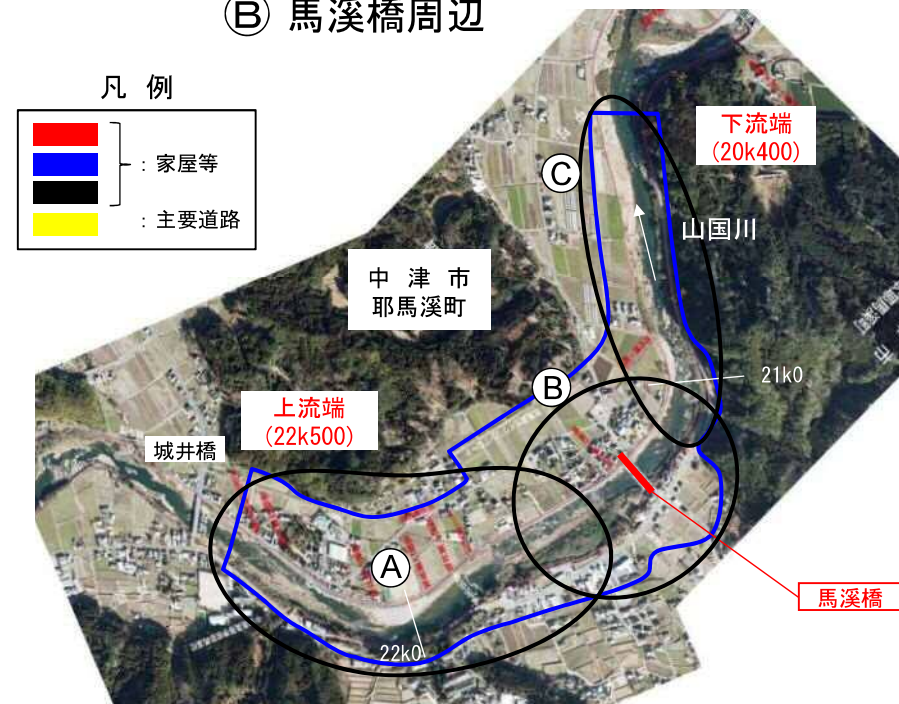 Ⓑ 馬溪橋周辺
凡 例
: 家屋等
: 主要道路
下流端
(20k400)
C
山国川
中 津 市
耶馬溪町
B
21k0
上流端
(22k500)
城井橋
A
馬溪橋
22k0